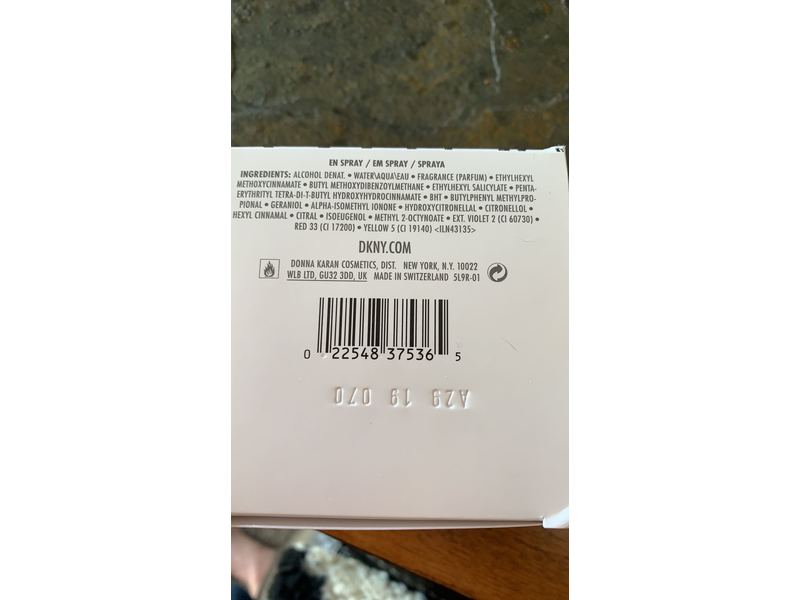 EN SPRAY / EM SPRAY / SPRAYA
INGREDIENTS: ALCOHOL DENAT. • WATER\AQUA\EAU • FRAGRANCE (PARFUM) • ETHYLHEXYL
METHOXYCINNAMATE • BUTYL METHOXYDIBENZOYLMETHANE • ETHYLHEXYL SALICYLATE • PENTA-
ERYTHRITYL TETRA-DI-T-BUTYL HYDROXYHYDROCINNAMATE • BHT • BUTYLPHENYL METHYLPRO-
PIONAL • GERANIOL • ALPHA-ISOMETHYL IONONE • HYDROXYCITRONELLAL • CITRONELLOL •
HEXYL CINNAMAL • CITRAL • ISOEUGENOL • METHYL 2-OCTYNOATE • EXT. VIOLET 2 (CI 60730) •
RED 33 (CI 17200) • YELLOW 5 (CI 19140) <ILN43135>
DKNY.COM
DONNA KARAN COSMETICS, DIST. NEW YORK, N.Y. 10022
WLB LTD, GU32 3DD, UK MADE IN SWITZERLAND 5L9R-01
0 22548 37536 5
A29 19 070